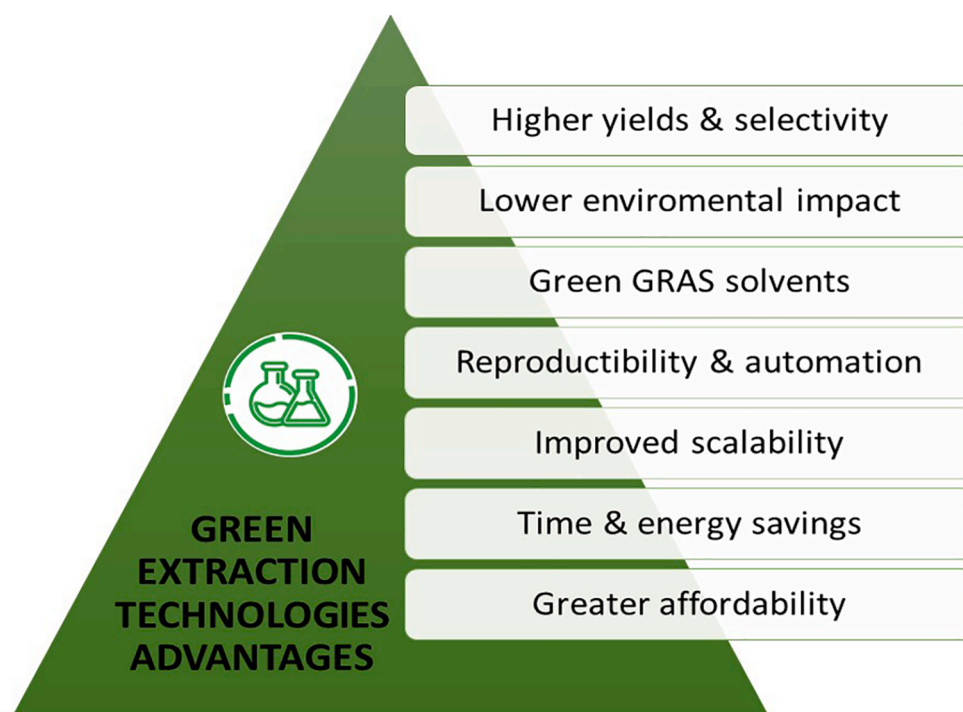 Higher yields & selectivity
Lower enviromental impact
Green GRAS solvents
Reproductibility & automation
Improved scalability
Time & energy savings
Greater affordability
GREEN
EXTRACTION
TECHNOLOGIES
ADVANTAGES